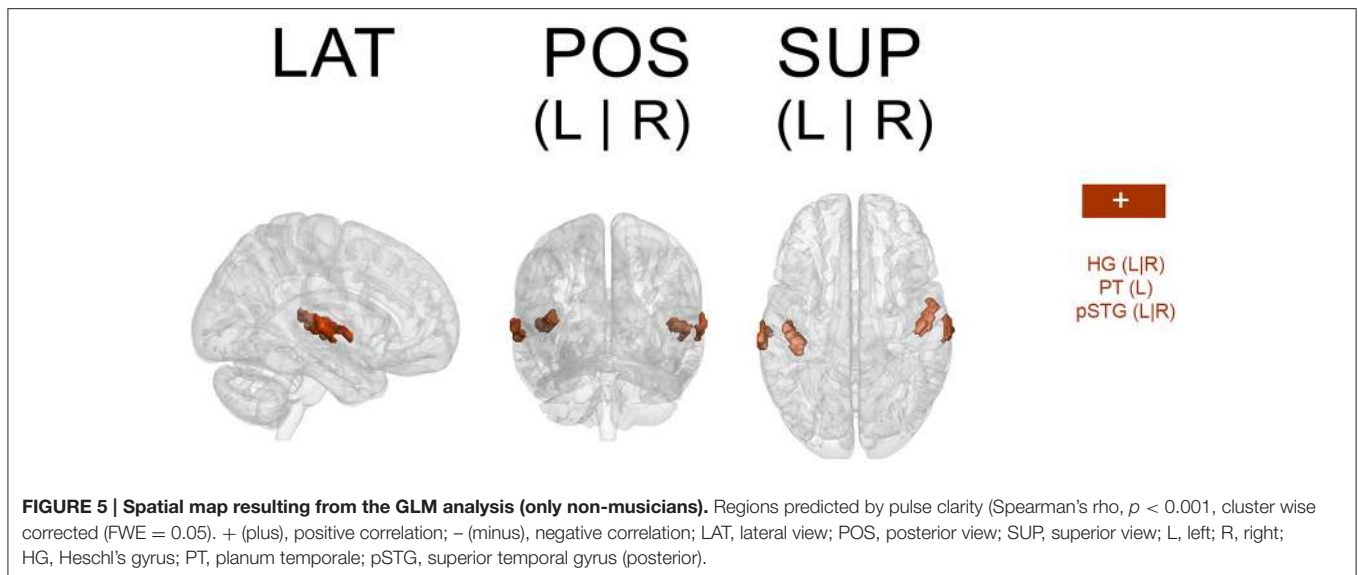 LAT
POS
(L | R)
SUP
(L | R)
+
HG (L|R)
PT (L)
pSTG (L|R)
FIGURE 5 | Spatial map resulting from the GLM analysis (only non-musicians). Regions predicted by pulse clarity (Spearman's rho, p < 0.001, cluster wise
corrected (FWE = 0.05). + (plus), positive correlation; – (minus), negative correlation; LAT, lateral view; POS, posterior view; SUP, superior view; L, left; R, right;
HG, Heschl's gyrus; PT, planum temporale; pSTG, superior temporal gyrus (posterior).